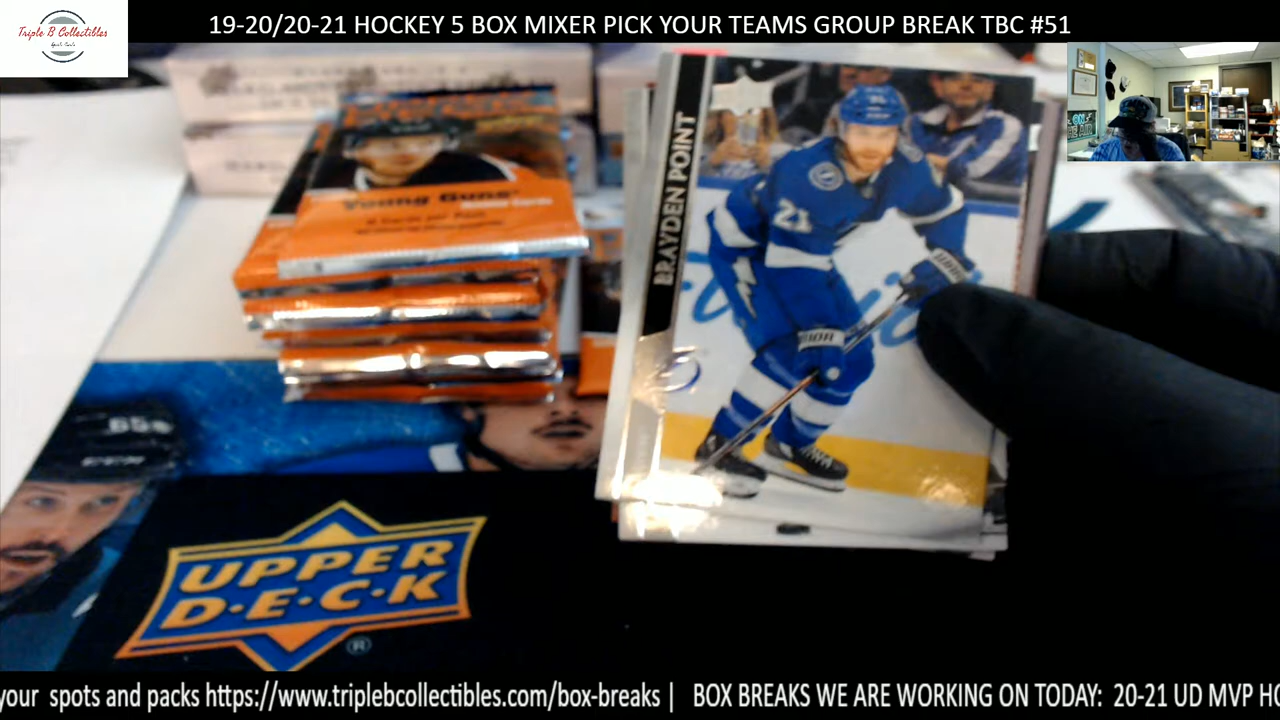 Triple B Collectibles
19-20/20-21 HOCKEY 5 BOX MIXER PICK YOUR TEAMS GROUP BREAK TBC #51
BRAYDEN POINT
21
Young Guns
65
UPPER
D·E·C·K
®
your spots and packs https://www.triplebcollectibles.com/box-breaks | BOX BREAKS WE ARE WORKING ON TODAY: 20-21 UD MVP HO